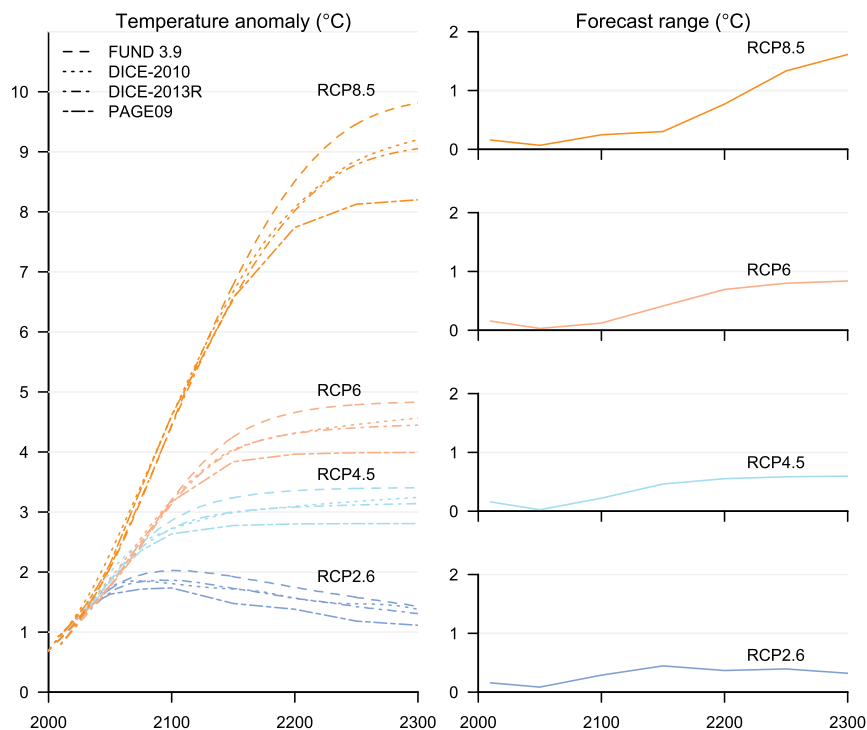 Temperature anomaly (°C)
FUND 3.9
DICE-2010
DICE-2013R
PAGE09
RCP8.5
RCP6
RCP4.5
RCP2.6
10
9
8
7
6
5
4
3
2
1
0
2000
2100
2200
2300
Forecast range (°C)
2
1
0
RCP8.5
2
1
0
RCP6
2
1
0
RCP4.5
2
1
0
RCP2.6
2000
2100
2200
2300